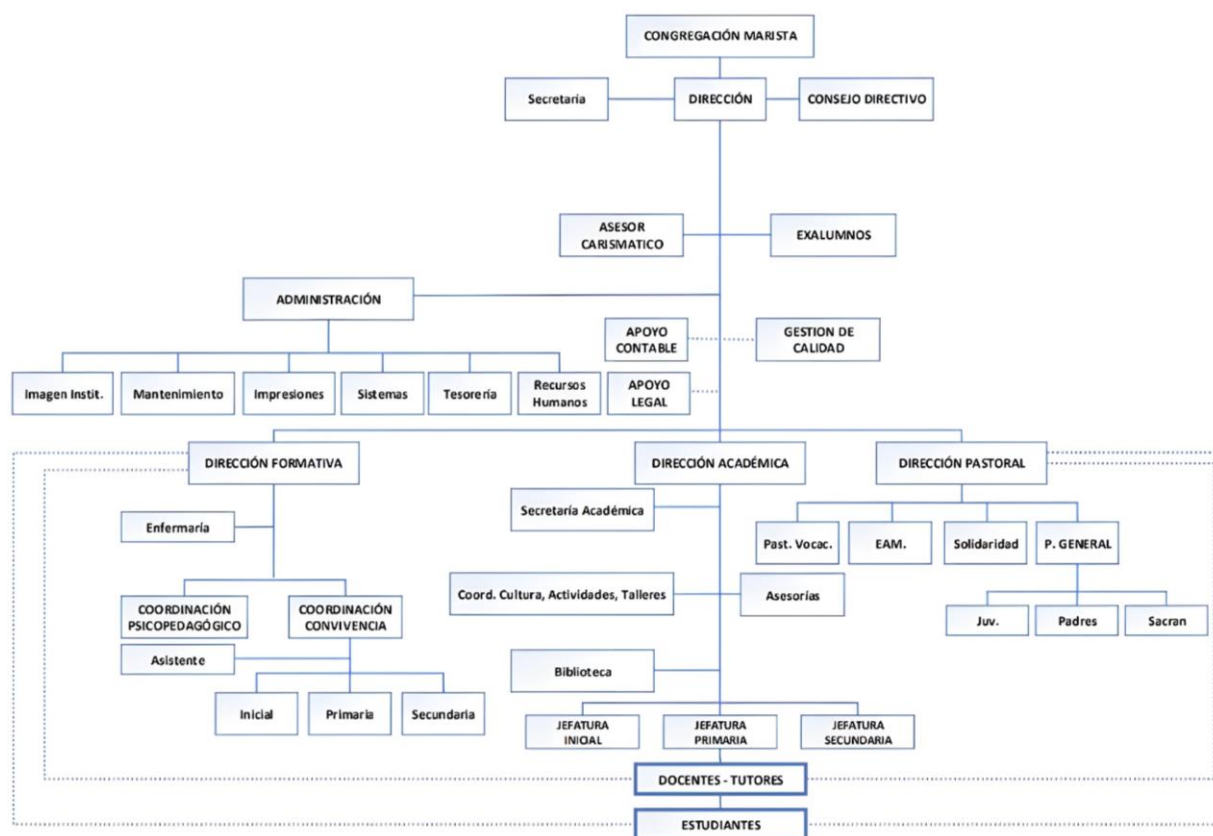 CONGREGACIÓN MARISTA
Secretaría
DIRECCIÓN
CONSEJO DIRECTIVO
ASESOR
CARISMATICO
EXALUMNOS
ADMINISTRACIÓN
APOYO
CONTABLE
GESTION DE
CALIDAD
Imagen Instit.
Mantenimiento
Impresiones
Sistemas
Tesorería
Recursos
Humanos
APOYO
LEGAL
DIRECCIÓN FORMATIVA
DIRECCIÓN ACADÉMICA
DIRECCIÓN PASTORAL
Enfermaría
Secretaría Académica
Past. Vocac.
EAM.
Solidaridad
P. GENERAL
COORDINACIÓN
PSICOPEDAGÓGICO
COORDINACIÓN
CONVIVENCIA
Coord. Cultura, Actividades, Talleres
Asesorías
Juv.
Padres
Sacran
Asistente
Biblioteca
Inicial
Primaria
Secundaria
JEFATURA
INICIAL
JEFATURA
PRIMARIA
JEFATURA
SECUNDARIA
DOCENTES - TUTORES
ESTUDIANTES